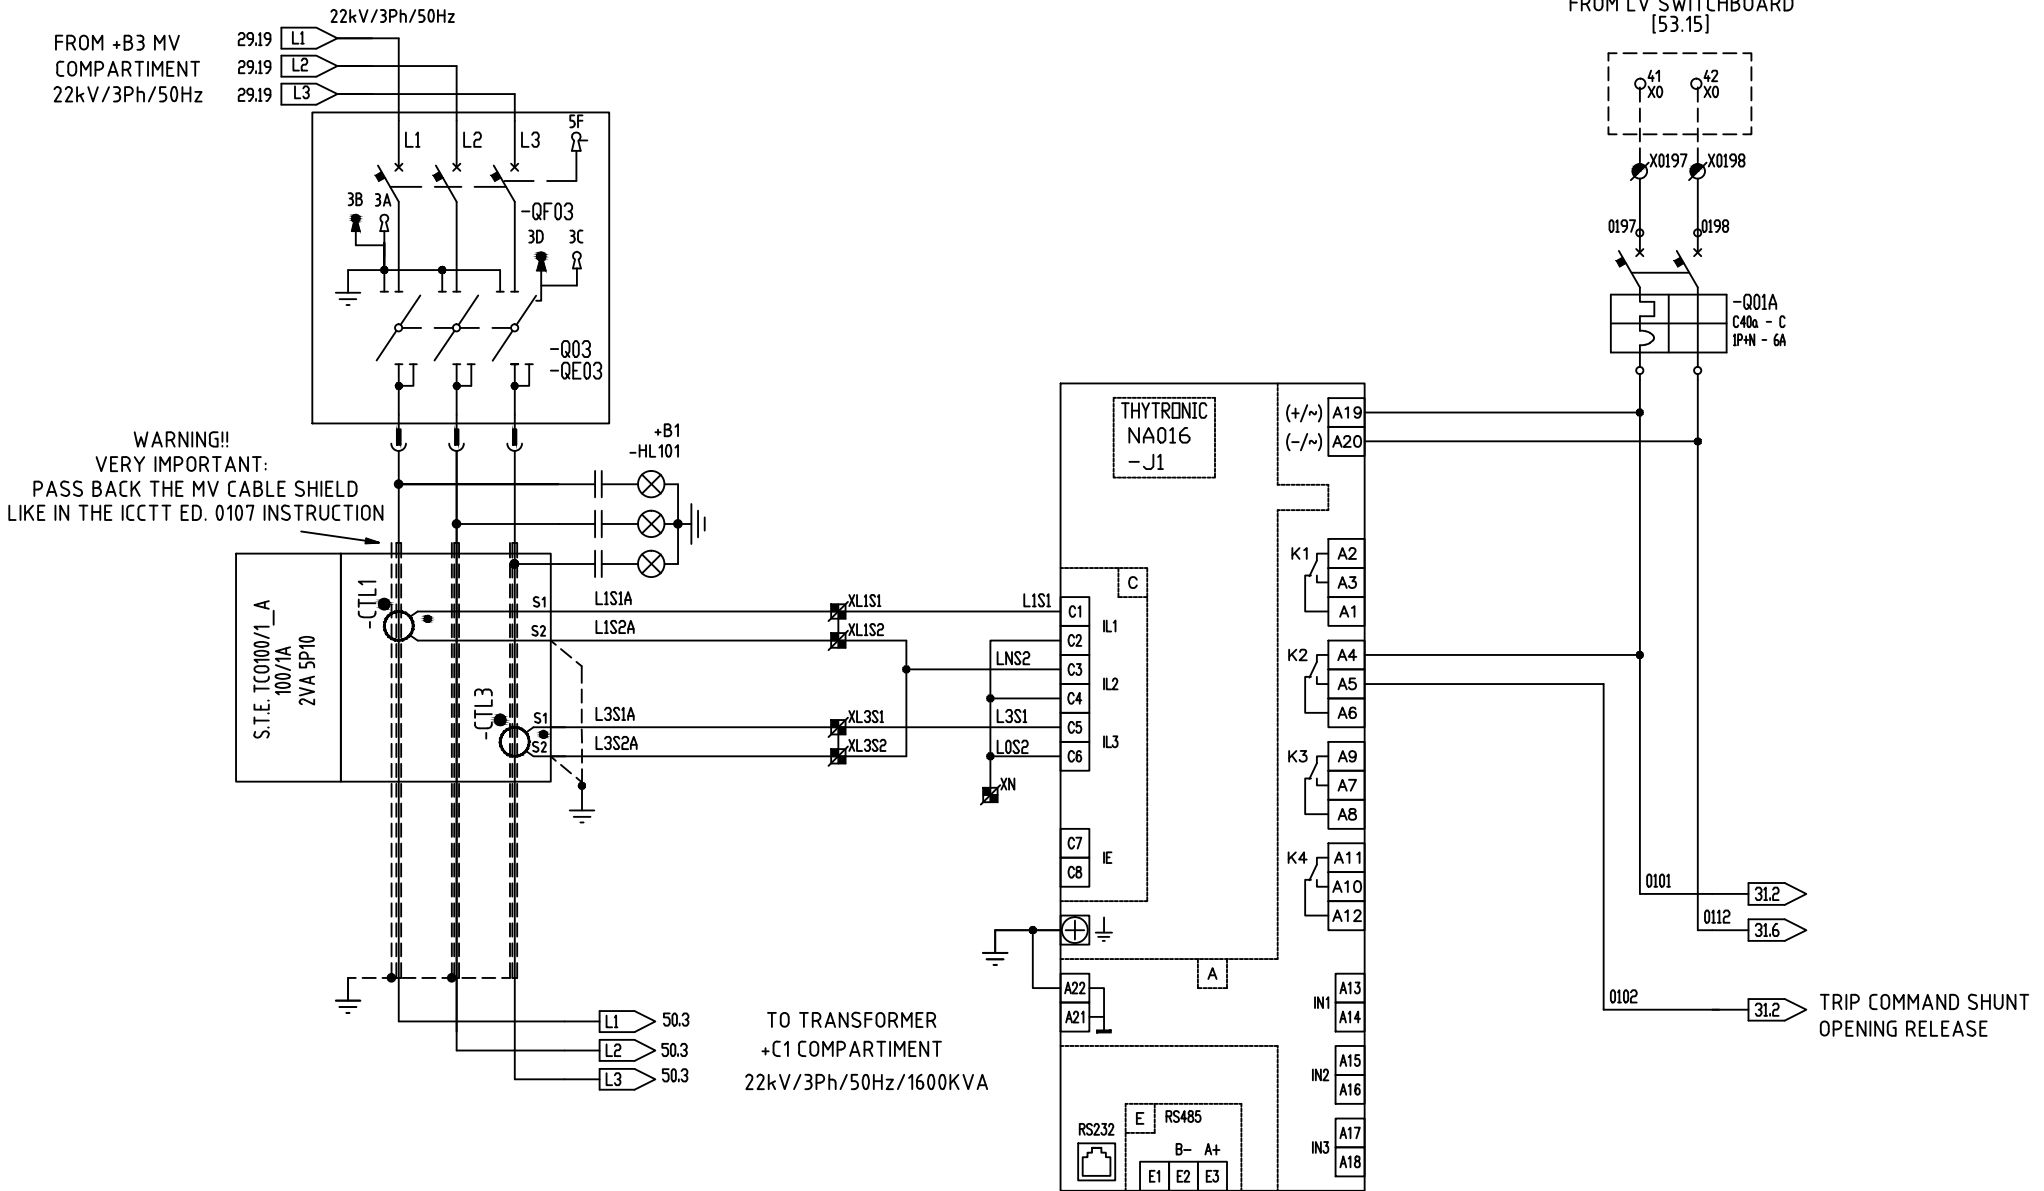 22kV/3Ph/50Hz
FROM +B3 MV
COMPARTIMENT
22kV/3Ph/50Hz
29.19 L1
29.19 L2
29.19 L3
L1 L2 L3
5F
3B 3A
-QF03
3D 3C
-Q03
-QE03
WARNING!!
VERY IMPORTANT:
PASS BACK THE MV CABLE SHIELD
LIKE IN THE ICCTT ED. 0107 INSTRUCTION
+B1
-HL101
S.T.E. TCO100/1_A
100/1A
2VA 5P10
-CTL1
-CTL3
S1 L1S1A
S2 L1S2A
S1 L3S1A
S2 L3S2A
XL1S1
XL1S2
XL3S1
XL3S2
L1S1
LNS2
L3S1
L0S2
XN
L1 50.3
L2 50.3
L3 50.3
TO TRANSFORMER
+C1 COMPARTIMENT
22kV/3Ph/50Hz/1600KVA
THYTRONIC
NA016
-J1
C
C1
C2
IL1
C3
C4
IL2
C5
C6
IL3
C7
C8
IE
A22
A21
A
RS232
E RS485
B- A+
E1 E2 E3
(+/~) A19
(-/~) A20
K1 A2
A3
A1
K2 A4
A5
A6
K3 A9
A7
A8
K4 A11
A10
A12
IN1 A13
A14
IN2 A15
A16
IN3 A17
A18
FROM LV SWITCHBOARD
[53.15]
41
X0
42
X0
X0197 X0198
0197 0198
-Q01A
C40a - C
1P+N - 6A
0101 31.2
0112 31.6
0102 31.2
TRIP COMMAND SHUNT
OPENING RELEASE